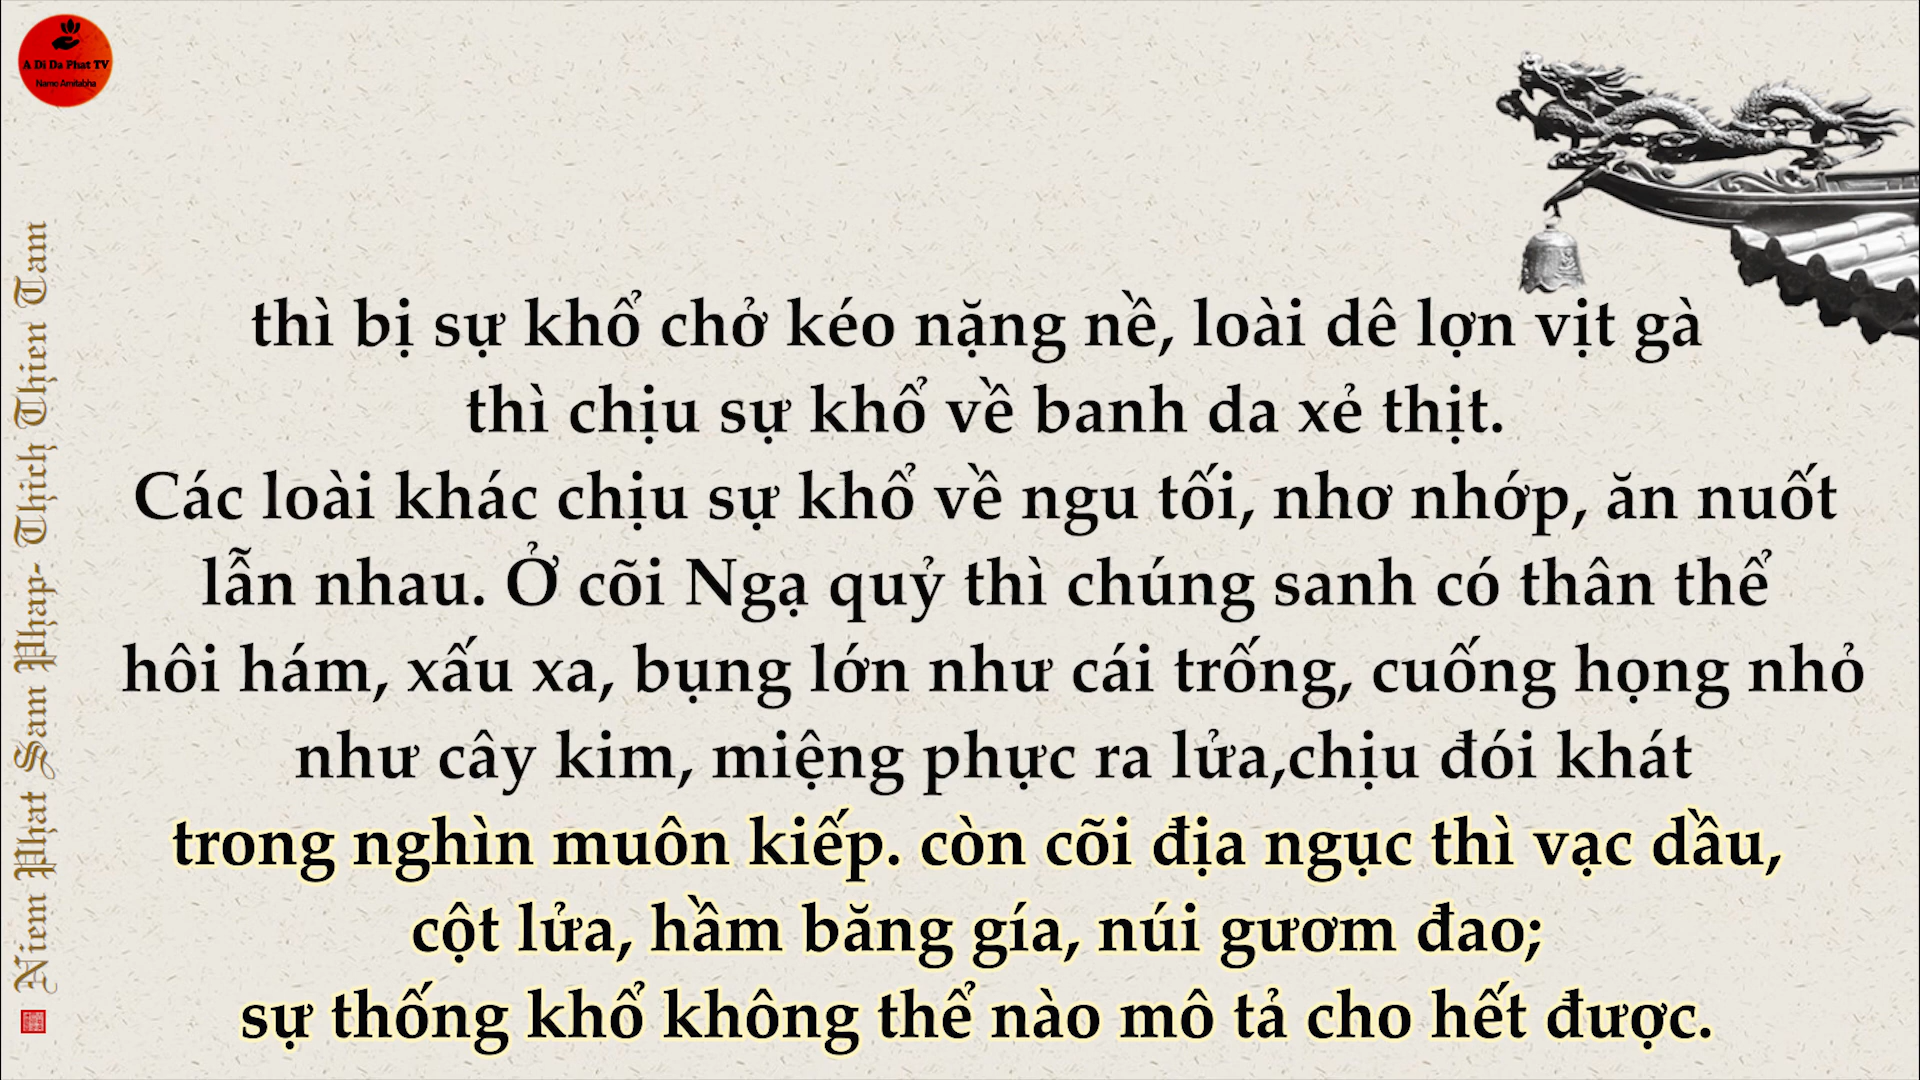 A Di Da Phat TV
Namo Amitabha
Niem Phat Sam Phap- Thich Thien Tam
thì bị sự khổ chở kéo nặng nề, loài dê lợn vịt gà
thì chịu sự khổ về banh da xẻ thịt.
Các loài khác chịu sự khổ về ngu tối, nhơ nhớp, ăn nuốt
lẫn nhau. Ở cõi Ngạ quỷ thì chúng sanh có thân thể
hôi hám, xấu xa, bụng lớn như cái trống, cuống họng nhỏ
như cây kim, miệng phực ra lửa,chịu đói khát
trong nghìn muôn kiếp. còn cõi địa ngục thì vạc dầu,
cột lửa, hầm băng gía, núi gươm đao;
sự thống khổ không thể nào mô tả cho hết được.